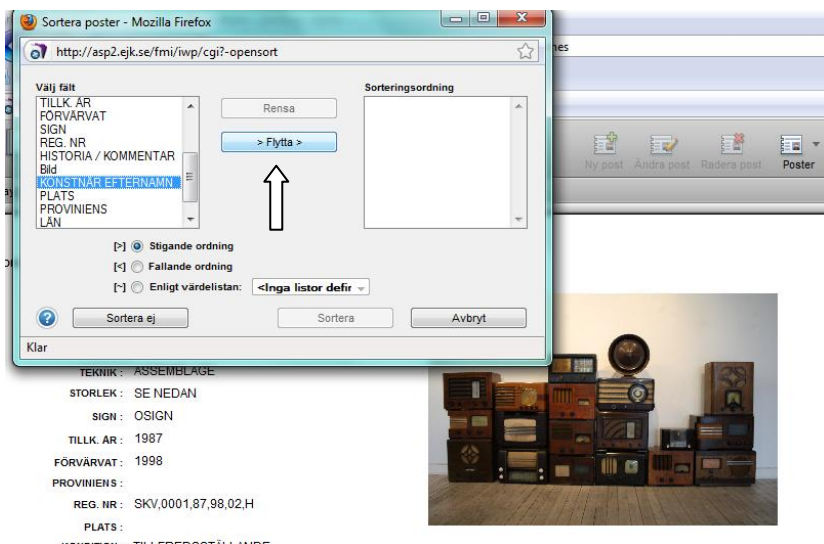 Sortera poster - Mozilla Firefox
http://asp2.ejk.se/fmi/iwp/cgi?-opensort
Välj fält
TILLK. ÅR
FÖRVÄRVAT
SIGN
REG. NR
HISTORIA / KOMMENTAR
Bild
KONSTNÄR EFTERNAMN
PLATS
PROVINIENS
LÄN
Rensa
> Flytta >
Sorteringsordning
[>] Stigande ordning
[<] Fallande ordning
[~] Enligt värdelistan: <Inga listor defir
Sortera ej
Sortera
Avbryt
Klar
Ny post
Ändra post
Radera post
Poster
TEKNIK : ASSEMBLAGE
STORLEK : SE NEDAN
SIGN : OSIGN
TILLK. ÅR : 1987
FÖRVÄRVAT : 1998
PROVINIENS :
REG. NR : SKV,0001,87,98,02,H
PLATS :